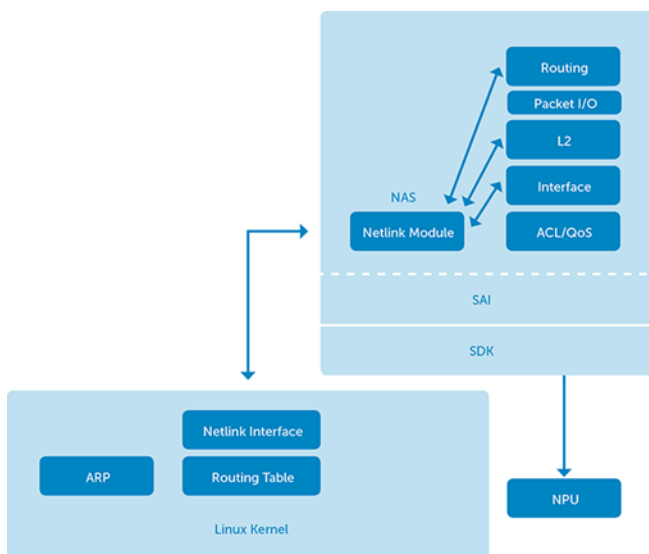 Routing
Packet I/O
L2
NAS
Interface
Netlink Module
ACL/QoS
SAI
SDK
Netlink Interface
ARP
Routing Table
NPU
Linux Kernel